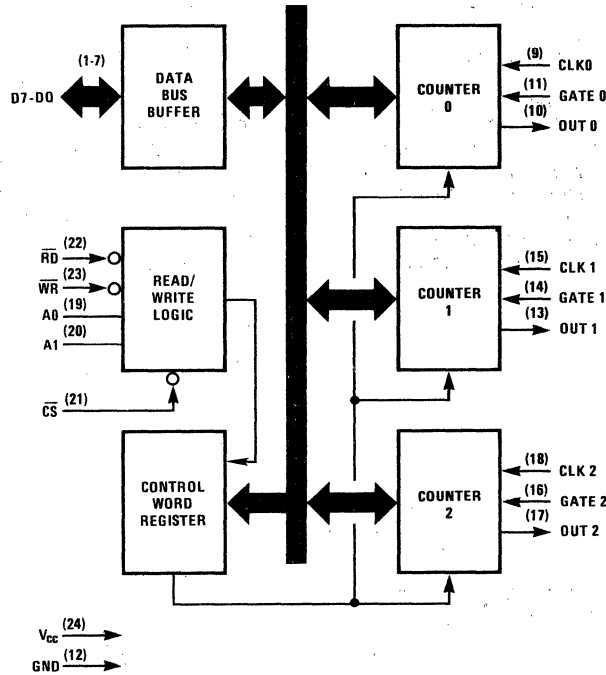 (1-7)
D7-D0
DATA
BUS
BUFFER
COUNTER
0
(9) CLK0
(11) GATE 0
(10) OUT 0
RD (22)
WR (23)
A0 (19)
A1 (20)
CS (21)
READ/
WRITE
LOGIC
COUNTER
1
(15) CLK 1
(14) GATE 1
(13) OUT 1
CONTROL
WORD
REGISTER
COUNTER
2
(18) CLK 2
(16) GATE 2
(17) OUT 2
Vcc (24)
GND (12)